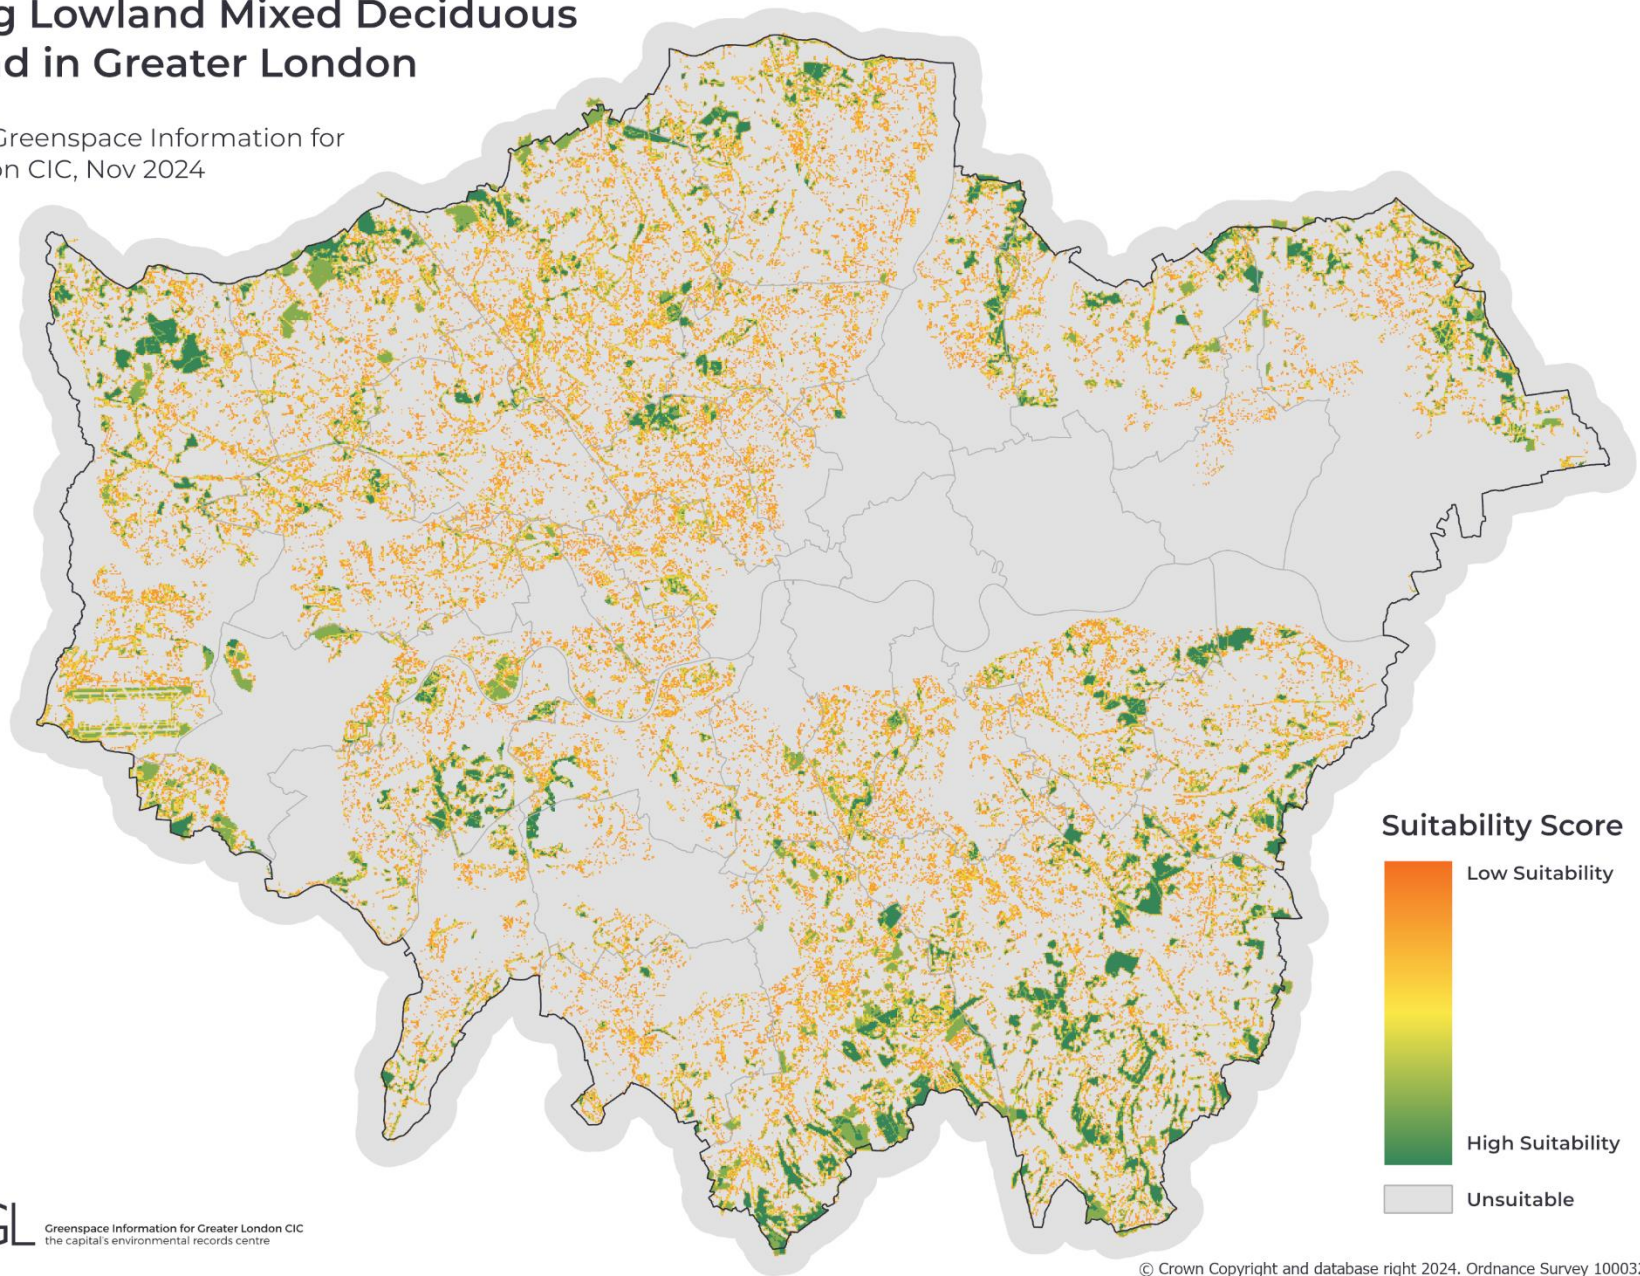 g Lowland Mixed Deciduous
d in Greater London
Greenspace Information for
on CIC, Nov 2024
Suitability Score
Low Suitability
High Suitability
Unsuitable
GL
Greenspace Information for Greater London CIC
the capital's environmental records centre
© Crown Copyright and database right 2024. Ordnance Survey 10003